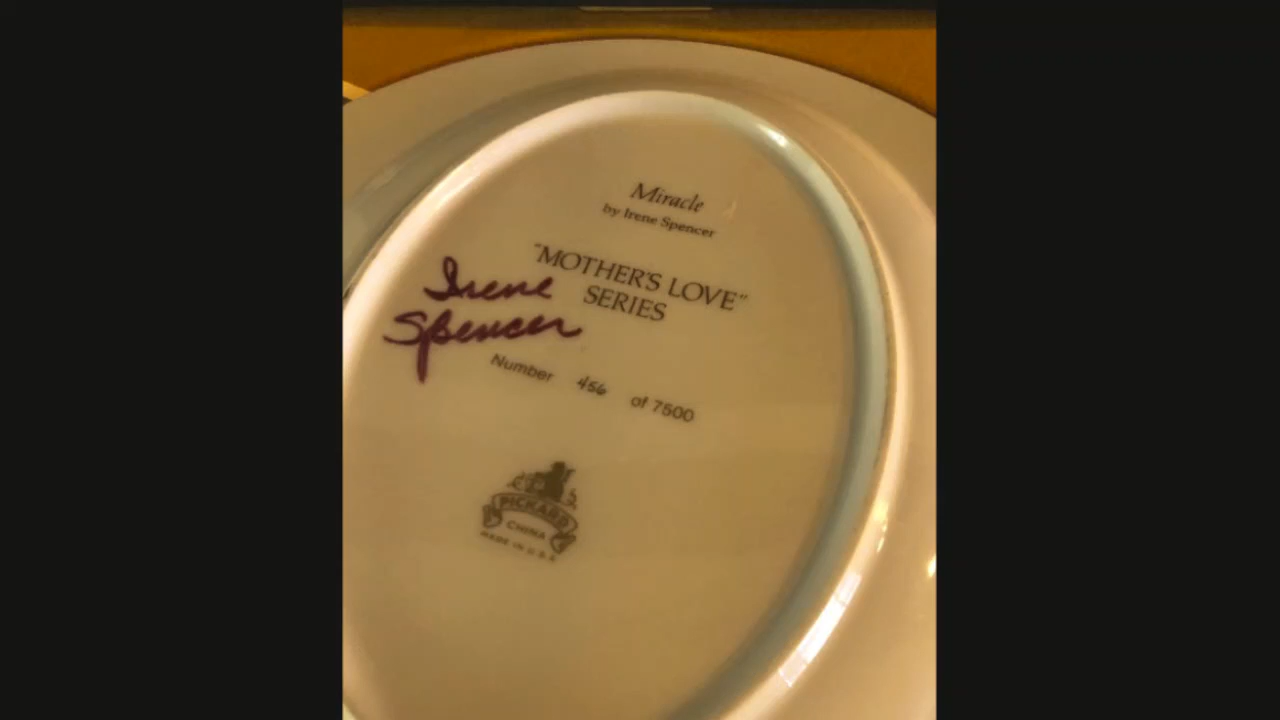 Miracle
by Irene Spencer
"MOTHER'S LOVE"
SERIES
Irene
Spencer
Number 456 of 7500
PICKARD
CHINA
MADE IN U.S.A.